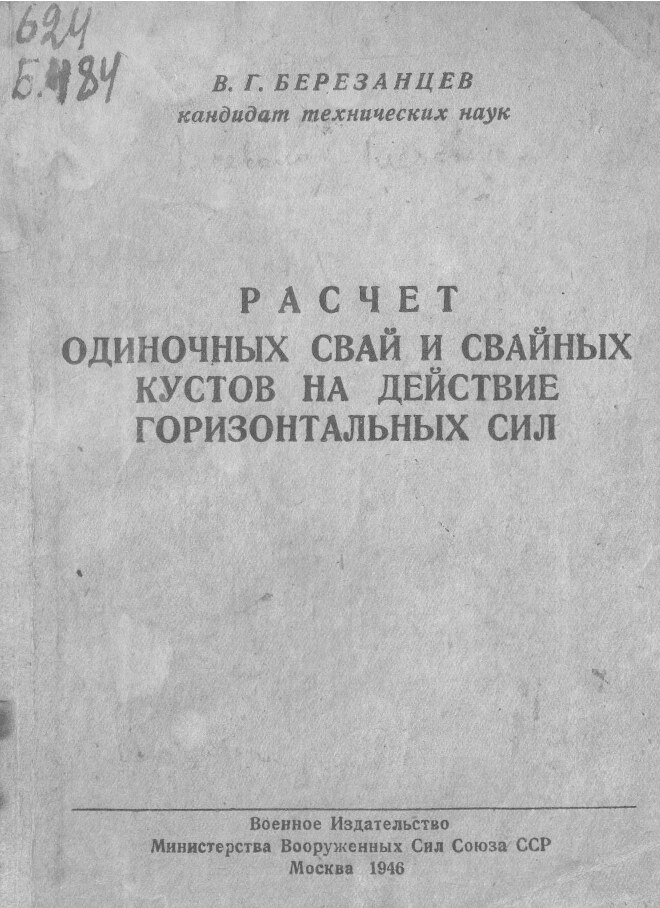 624
Б.484
В. Г. БЕРЕЗАНЦЕВ
кандидат технических наук
РАСЧЕТ
ОДИНОЧНЫХ СВАЙ И СВАЙНЫХ
КУСТОВ НА ДЕЙСТВИЕ
ГОРИЗОНТАЛЬНЫХ СИЛ
Военное Издательство
Министерства Вооруженных Сил Союза ССР
Москва 1946